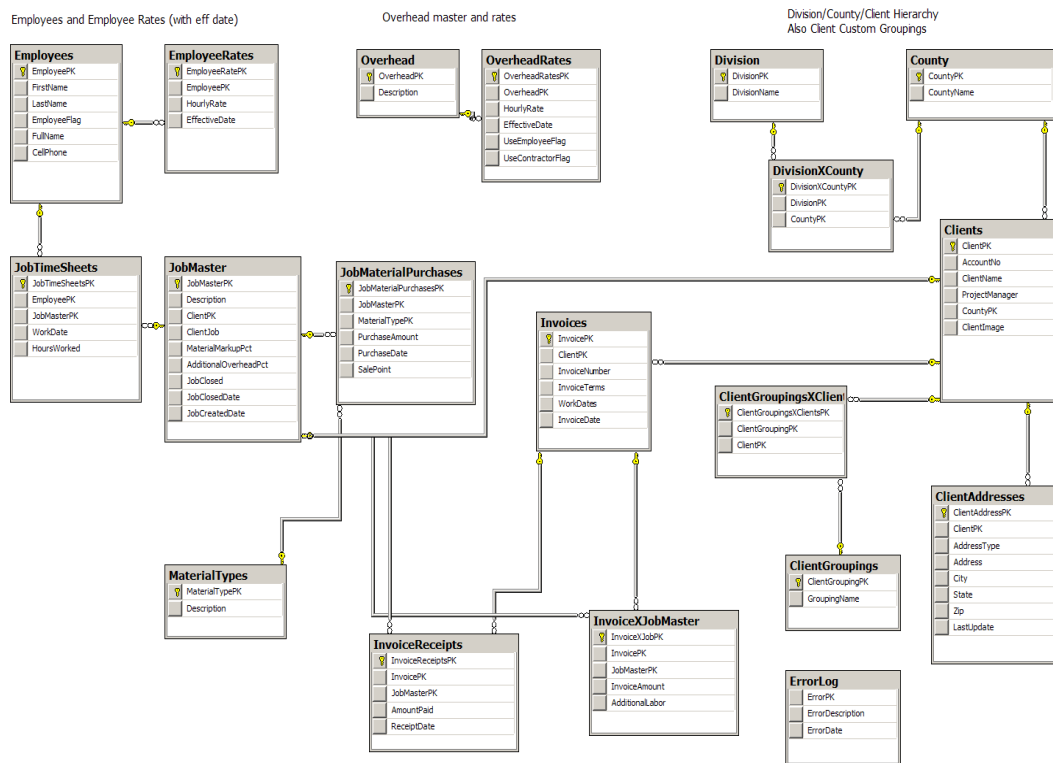 Employees and Employee Rates (with eff date)
Overhead master and rates
Division/County/Client Hierarchy
Also Client Custom Groupings
Employees
EmployeePK
FirstName
LastName
EmployeeFlag
FullName
CellPhone
EmployeeRates
EmployeeRatePK
EmployeePK
HourlyRate
EffectiveDate
Overhead
OverheadPK
Description
OverheadRates
OverheadRatesPK
OverheadPK
HourlyRate
EffectiveDate
UseEmployeeFlag
UseContractorFlag
Division
DivisionPK
DivisionName
County
CountyPK
CountyName
DivisionXCounty
DivisionXCountyPK
DivisionPK
CountyPK
Clients
ClientPK
AccountNo
ClientName
ProjectManager
CountyPK
ClientImage
JobTimeSheets
JobTimeSheetsPK
EmployeePK
JobMasterPK
WorkDate
HoursWorked
JobMaster
JobMasterPK
Description
ClientPK
ClientJob
MaterialMarkupPct
AdditionalOverheadPct
JobClosed
JobClosedDate
JobCreatedDate
JobMaterialPurchases
JobMaterialPurchasesPK
JobMasterPK
MaterialTypePK
PurchaseAmount
PurchaseDate
SalePoint
Invoices
InvoicePK
ClientPK
InvoiceNumber
InvoiceTerms
WorkDates
InvoiceDate
ClientGroupingsXClient
ClientGroupingsXClientsPK
ClientGroupingPK
ClientPK
ClientAddresses
ClientAddressPK
ClientPK
AddressType
Address
City
State
Zip
LastUpdate
MaterialTypes
MaterialTypePK
Description
ClientGroupings
ClientGroupingPK
GroupingName
InvoiceReceipts
InvoiceReceiptsPK
InvoicePK
JobMasterPK
AmountPaid
ReceiptDate
InvoiceXJobMaster
InvoiceXJobPK
InvoicePK
JobMasterPK
InvoiceAmount
AdditionalLabor
ErrorLog
ErrorPK
ErrorDescription
ErrorDate